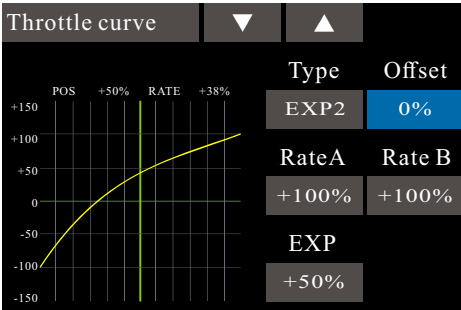 Throttle curve ▼ ▲
Type Offset
POS +50% RATE +38%
EXP2 0%
+150
+100
RateA Rate B
+50
+100% +100%
0
-50
EXP
-100
+50%
-150